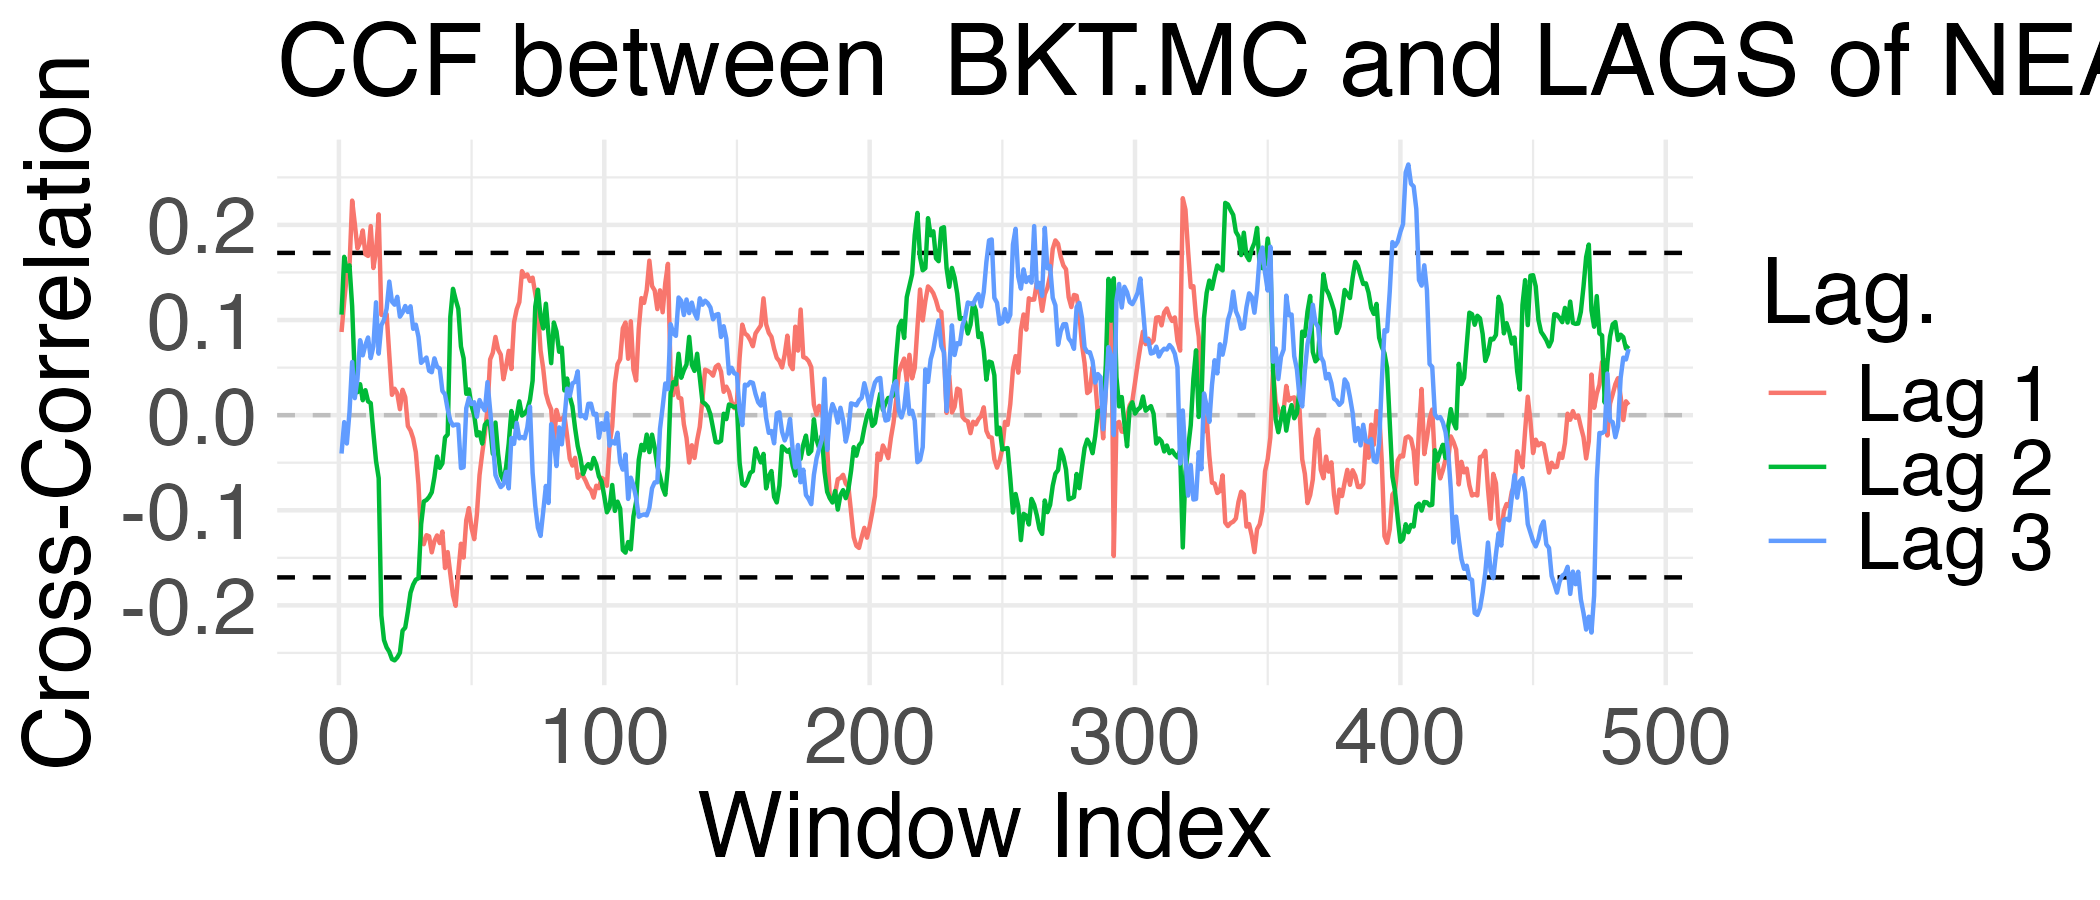 CCF between BKT.MC and LAGS of NEA
Cross-Correlation
0.2
0.1
0.0
-0.1
-0.2
0 100 200 300 400 500
Window Index
Lag.
Lag 1
Lag 2
Lag 3